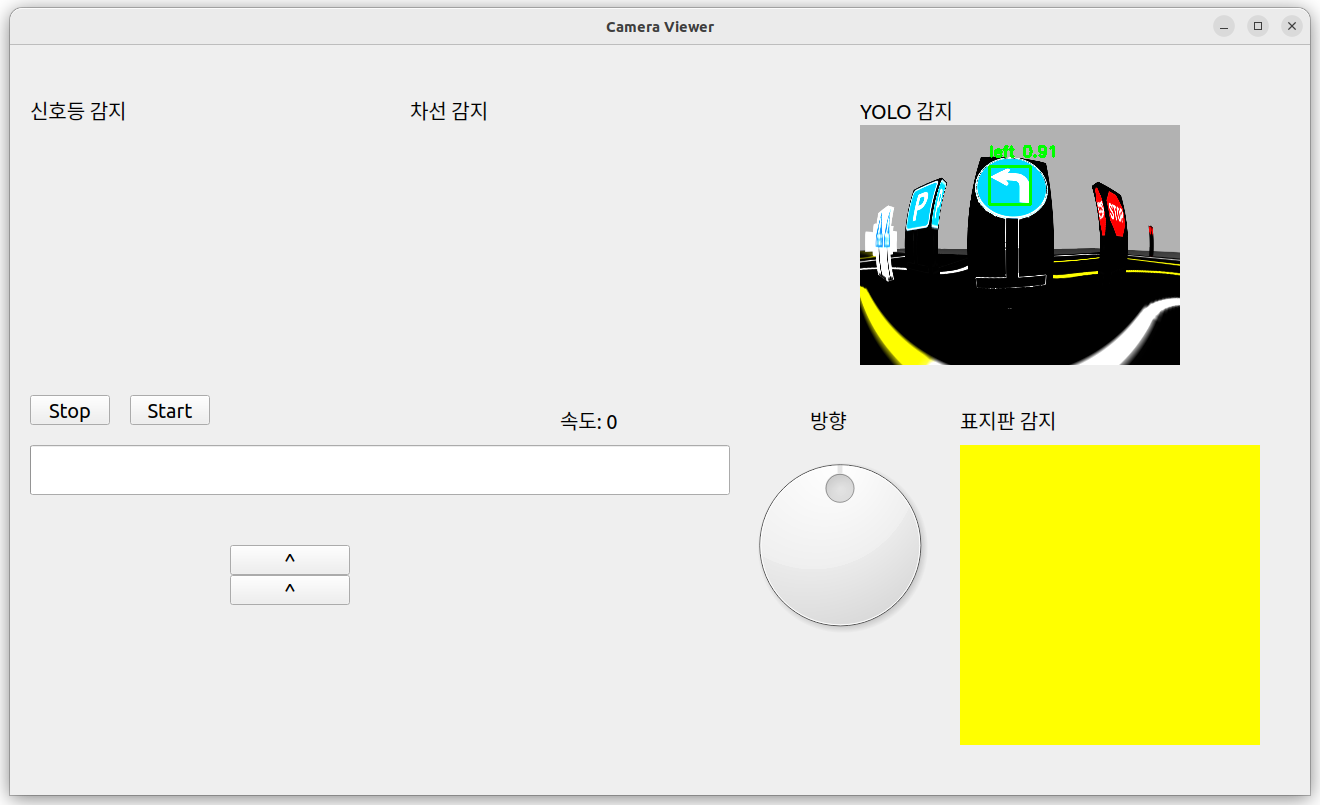 Camera Viewer
신호등 감지
차선 감지
YOLO 감지
left 0.91
P
STOP
Stop
Start
속도: 0
방향
표지판 감지
^
^